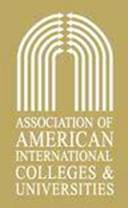 ASSOCIATION OF
AMERICAN
INTERNATIONAL
COLLEGES &
UNIVERSITIES